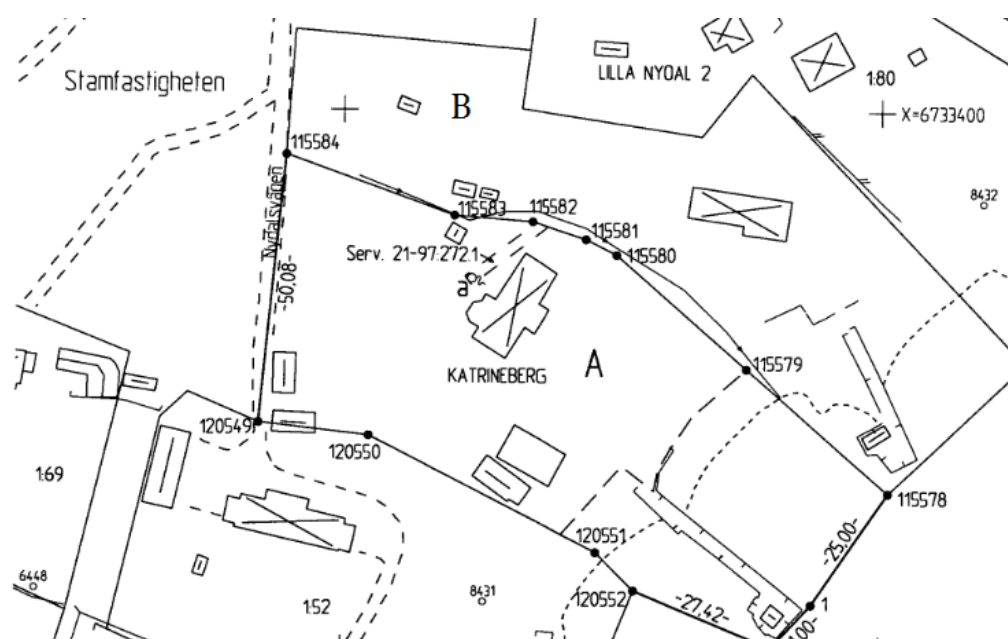 Stamfastigheten
B
LILLA NYDAL 2
1:80
X=6733400
115584
Nydalsvägen
8432
115583
115582
115581
Serv. 21-97:272.1
115580
-50,08-
a
KATRINEBERG
A
115579
120549
120550
1:69
115578
120551
-25,00-
6448
8431
120552
-27,42-
1
1:52
00-